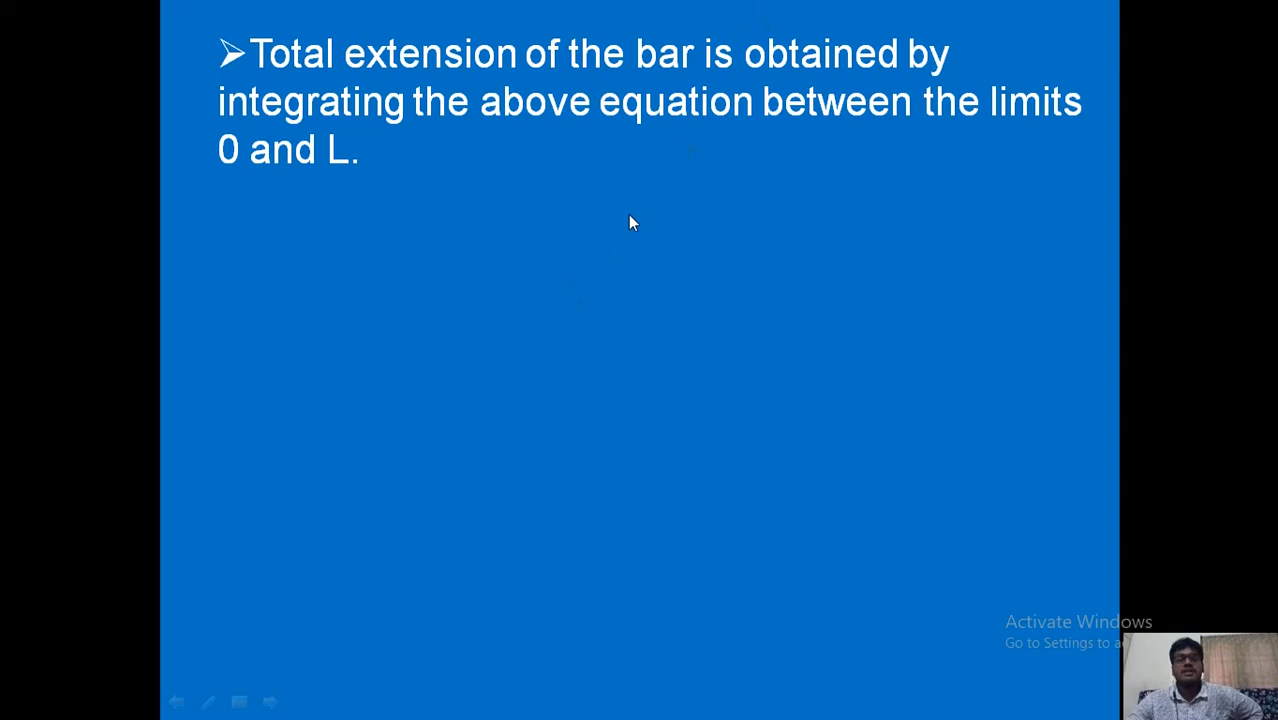 ➢Total extension of the bar is obtained by
integrating the above equation between the limits
0 and L.
Activate Windows
Go to Settings to a